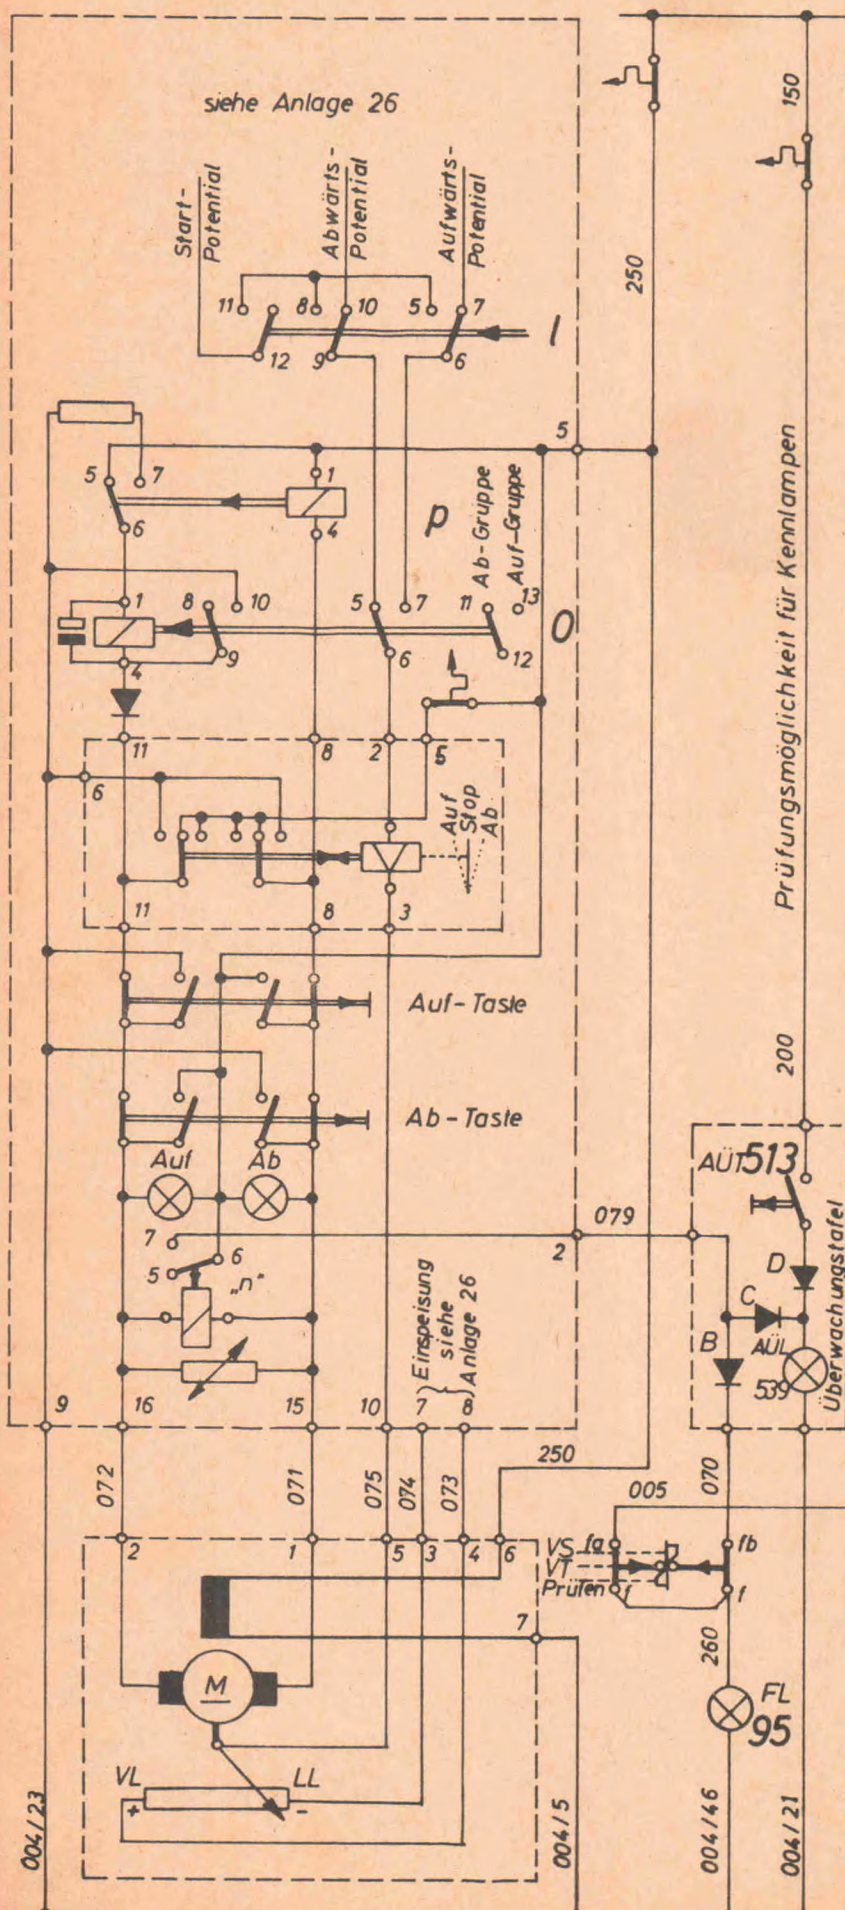 siehe Anlage 26
Start-
Potential
Abwärts-
Potential
Aufwärts-
Potential
150
250
11 8 10 5 7
12 9 6
l
5 7 1
5
6 4
p
Ab-Gruppe
Auf-Gruppe
1 8 10 5 7 11 13
O
4 9 6 12
Prüfungsmöglichkeit für Kennlampen
11 8 2 5
6
Auf
Stop
Ab
11 8 3
Auf-Taste
200
Ab-Taste
Auf Ab
AÜT 513
079
7 6
5
2
„n“
D
C
B
AÜL
539
Überwachungstafel
Einspeisung
siehe
Anlage 26
9 16 15 10 7 8
072 071 075 074 073
250
070
005
2 1 5 3 4 6
VS fa fb
VT
Prüfen f f
7
260
M
FL
95
VL LL
+ -
004/23
004/5
004/46
004/21